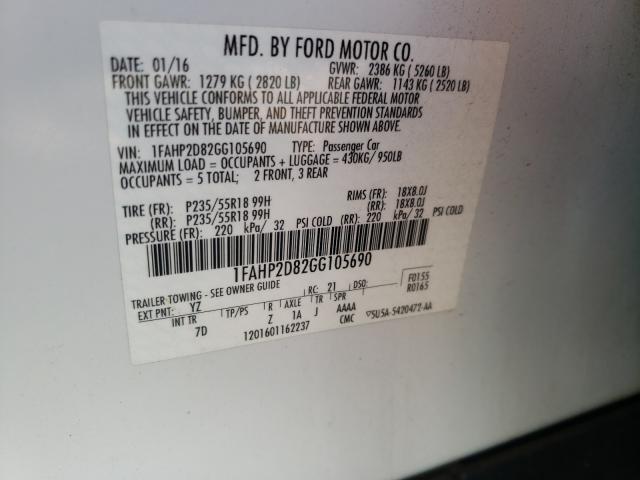 MFD. BY FORD MOTOR CO.
DATE: 01/16 GVWR: 2386 KG ( 5260 LB)
FRONT GAWR: 1279 KG ( 2820 LB) REAR GAWR: 1143 KG ( 2520 LB)
THIS VEHICLE CONFORMS TO ALL APPLICABLE FEDERAL MOTOR
VEHICLE SAFETY, BUMPER, AND THEFT PREVENTION STANDARDS
IN EFFECT ON THE DATE OF MANUFACTURE SHOWN ABOVE.
VIN: 1FAHP2D82GG105690 TYPE: Passenger Car
MAXIMUM LOAD = OCCUPANTS + LUGGAGE = 430KG/ 950LB
OCCUPANTS = 5 TOTAL; 2 FRONT, 3 REAR
TIRE (FR): P235/55R18 99H RIMS (FR): 18X8.0J
(RR): P235/55R18 99H (RR): 18X8.0J
PRESSURE (FR): 220 kPa/ 32 PSI COLD (RR): 220 kPa/ 32 PSI COLD
1FAHP2D82GG105690
TRAILER TOWING - SEE OWNER GUIDE RC: 21 DSO: F0155
EXT PNT: YZ R0165
INT TR TP/PS R AXLE TR SPR
7D Z 1A J AAAA
1201601162237 CMC 5U5A-5420472-AA